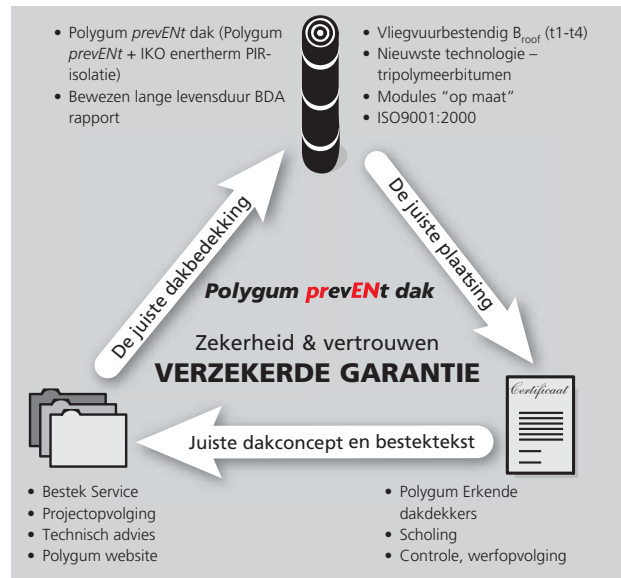 • Polygum prevENt dak (Polygum
prevENt + IKO enertherm PIR-
isolatie)
• Bewezen lange levensduur BDA
rapport
• Vliegvuurbestendig Broof (t1-t4)
• Nieuwste technologie –
tripolymeerbitumen
• Modules “op maat”
• ISO9001:2000
De juiste dakbedekking
De juiste plaatsing
Polygum prevENt dak
Zekerheid & vertrouwen
VERZEKERDE GARANTIE
Certificaat
Juiste dakconcept en bestektekst
• Bestek Service
• Projectopvolging
• Technisch advies
• Polygum website
• Polygum Erkende
dakdekkers
• Scholing
• Controle, werfopvolging